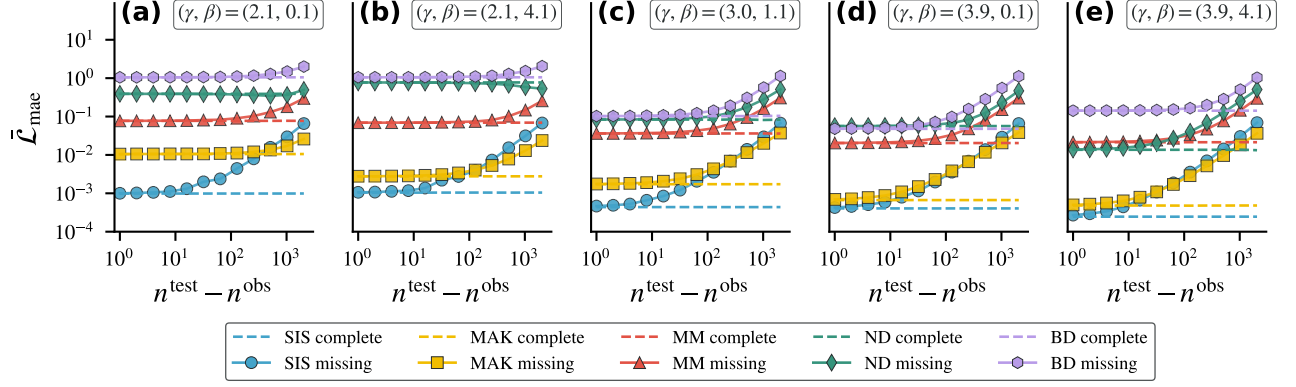 (a) (γ, β) = (2.1, 0.1)
(b) (γ, β) = (2.1, 4.1)
(c) (γ, β) = (3.0, 1.1)
(d) (γ, β) = (3.9, 0.1)
(e) (γ, β) = (3.9, 4.1)
10¹
10⁰
10⁻¹
10⁻²
10⁻³
10⁻⁴
ℒ̄mae
10⁰ 10¹ 10² 10³
10⁰ 10¹ 10² 10³
10⁰ 10¹ 10² 10³
10⁰ 10¹ 10² 10³
10⁰ 10¹ 10² 10³
nᵗᵉˢᵗ − nᵒᵇˢ
nᵗᵉˢᵗ − nᵒᵇˢ
nᵗᵉˢᵗ − nᵒᵇˢ
nᵗᵉˢᵗ − nᵒᵇˢ
nᵗᵉˢᵗ − nᵒᵇˢ
SIS complete MAK complete MM complete ND complete BD complete
SIS missing MAK missing MM missing ND missing BD missing